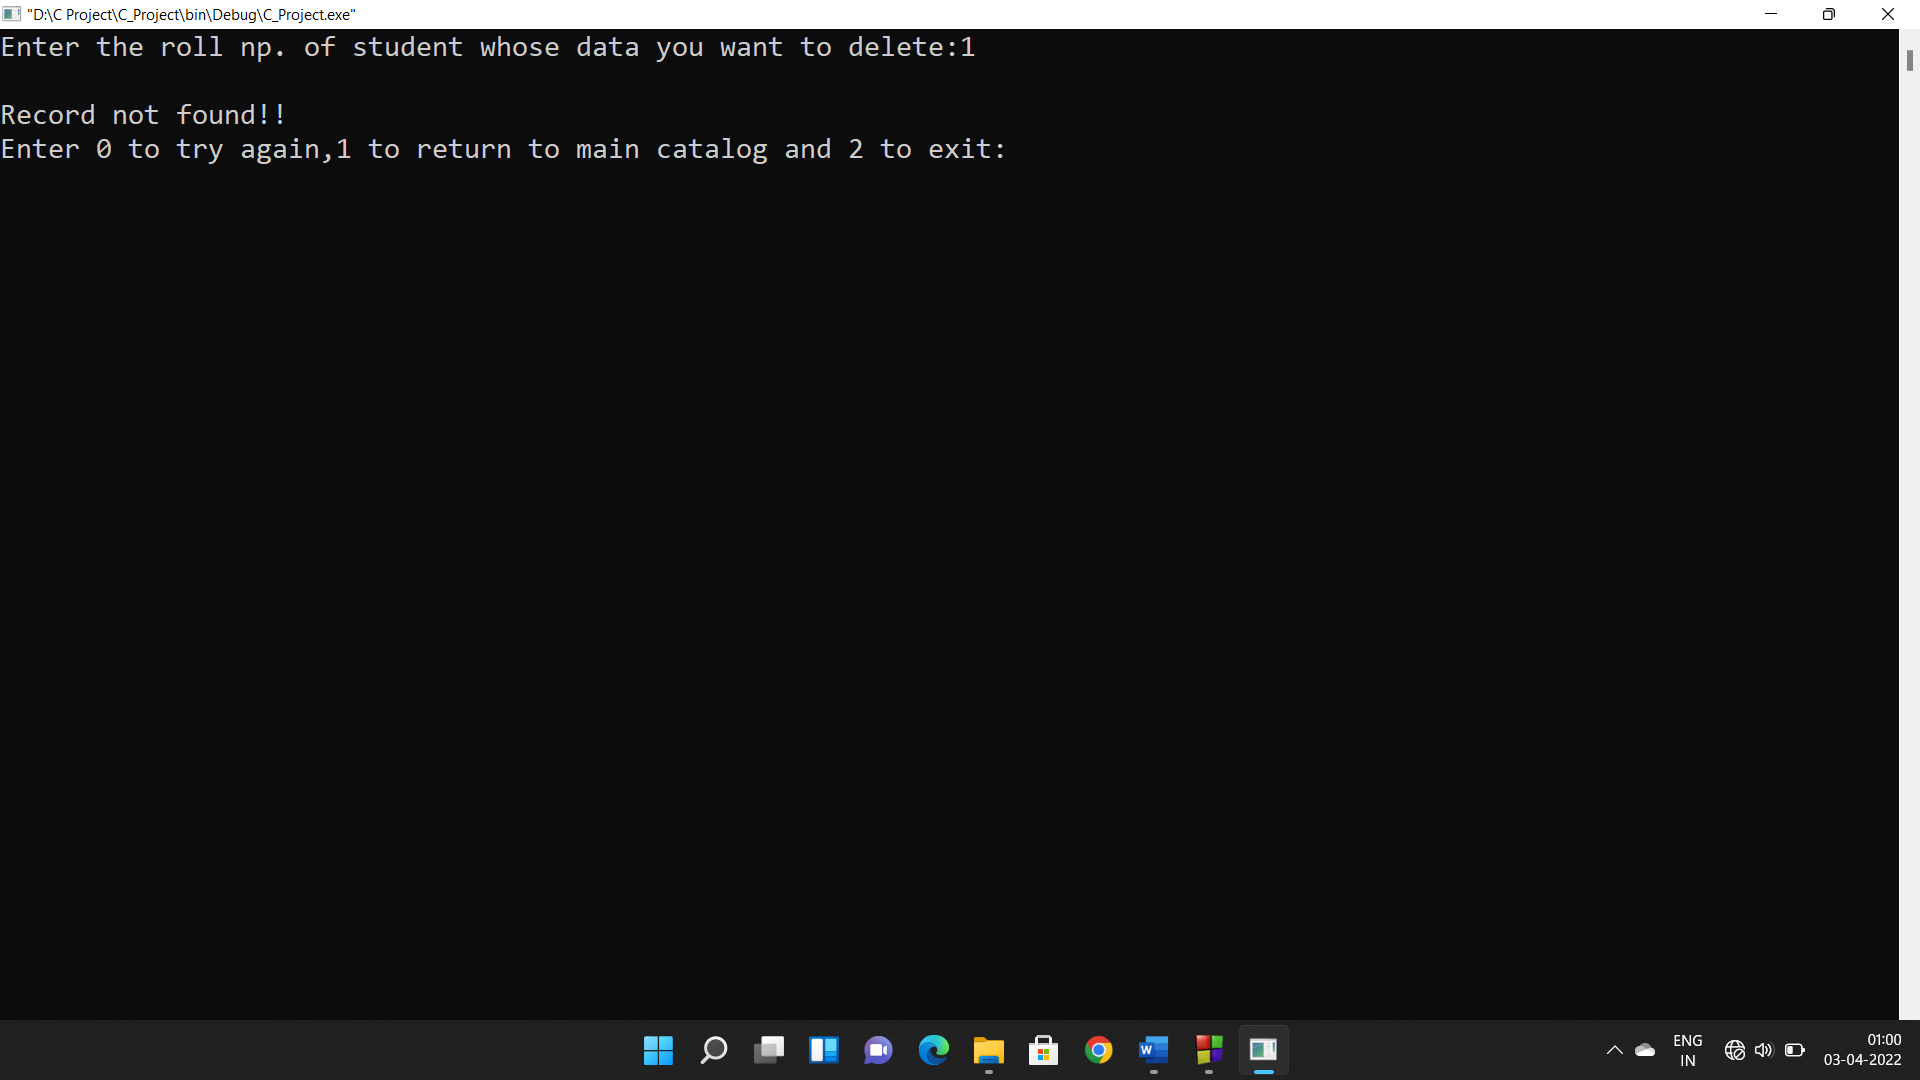 "D:\C Project\C_Project\bin\Debug\C_Project.exe"
Enter the roll np. of student whose data you want to delete:1
Record not found!!
Enter 0 to try again,1 to return to main catalog and 2 to exit:
W
ENG
IN
01:00
03-04-2022